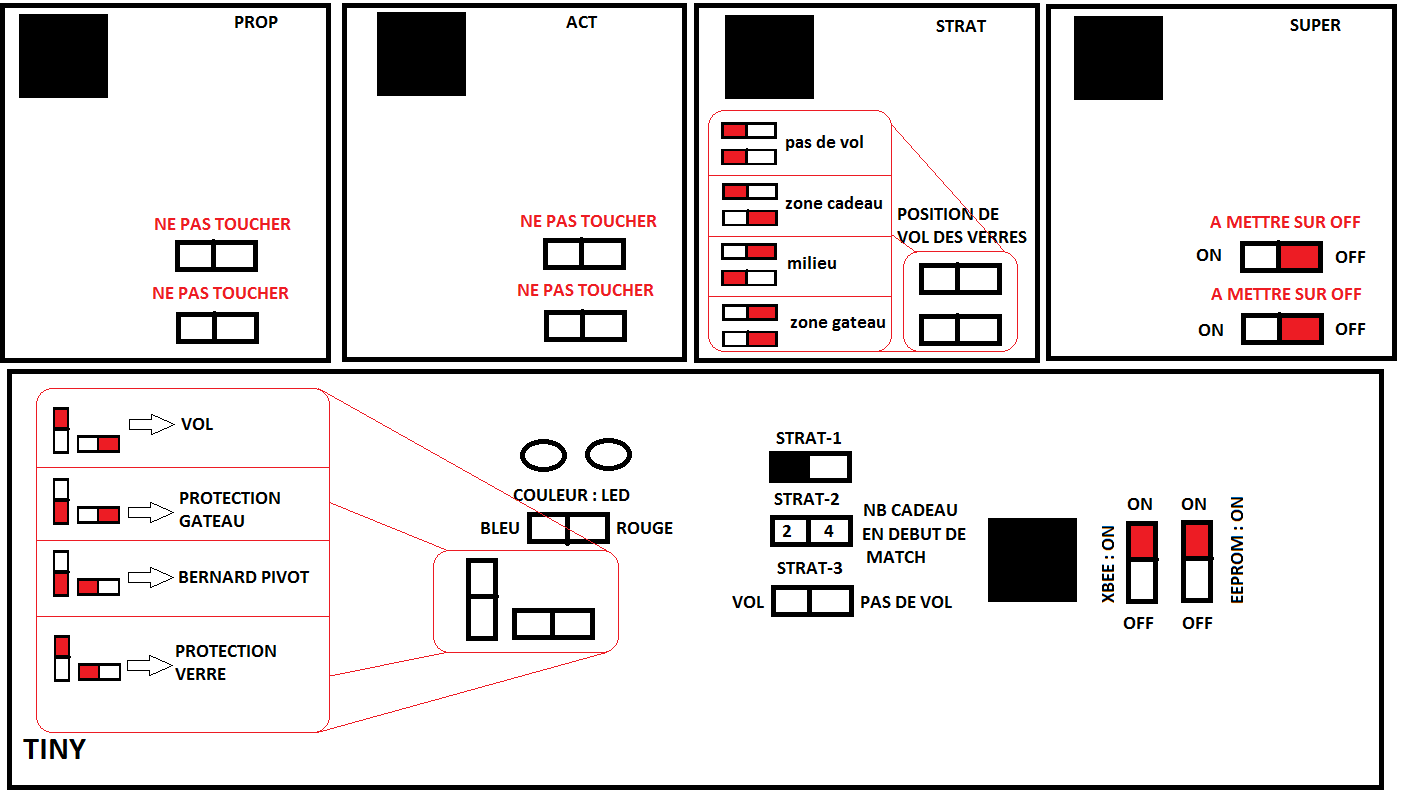 PROP
NE PAS TOUCHER
NE PAS TOUCHER
ACT
NE PAS TOUCHER
NE PAS TOUCHER
STRAT
pas de vol
zone cadeau
milieu
zone gateau
POSITION DE
VOL DES VERRES
SUPER
A METTRE SUR OFF
ON OFF
A METTRE SUR OFF
ON OFF
VOL
PROTECTION
GATEAU
BERNARD PIVOT
PROTECTION
VERRE
COULEUR : LED
BLEU ROUGE
STRAT-1
STRAT-2
2 4
NB CADEAU
EN DEBUT DE
MATCH
STRAT-3
VOL PAS DE VOL
XBEE : ON
ON ON
OFF OFF
EEPROM : ON
TINY